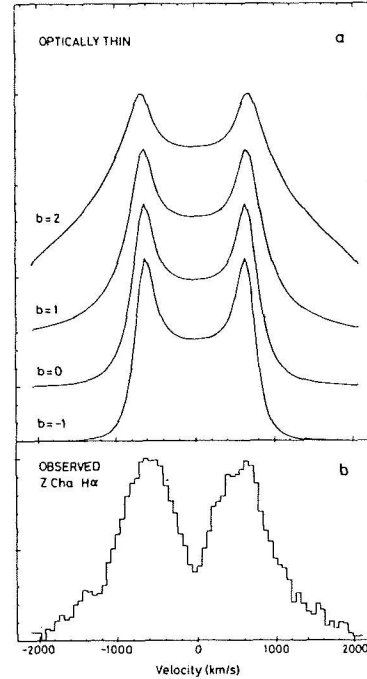 OPTICALLY THIN
a
b=2
b=1
b=0
b=-1
OBSERVED
Z Cha Hα
b
-2000 -1000 0 1000 2000
Velocity (km/s)